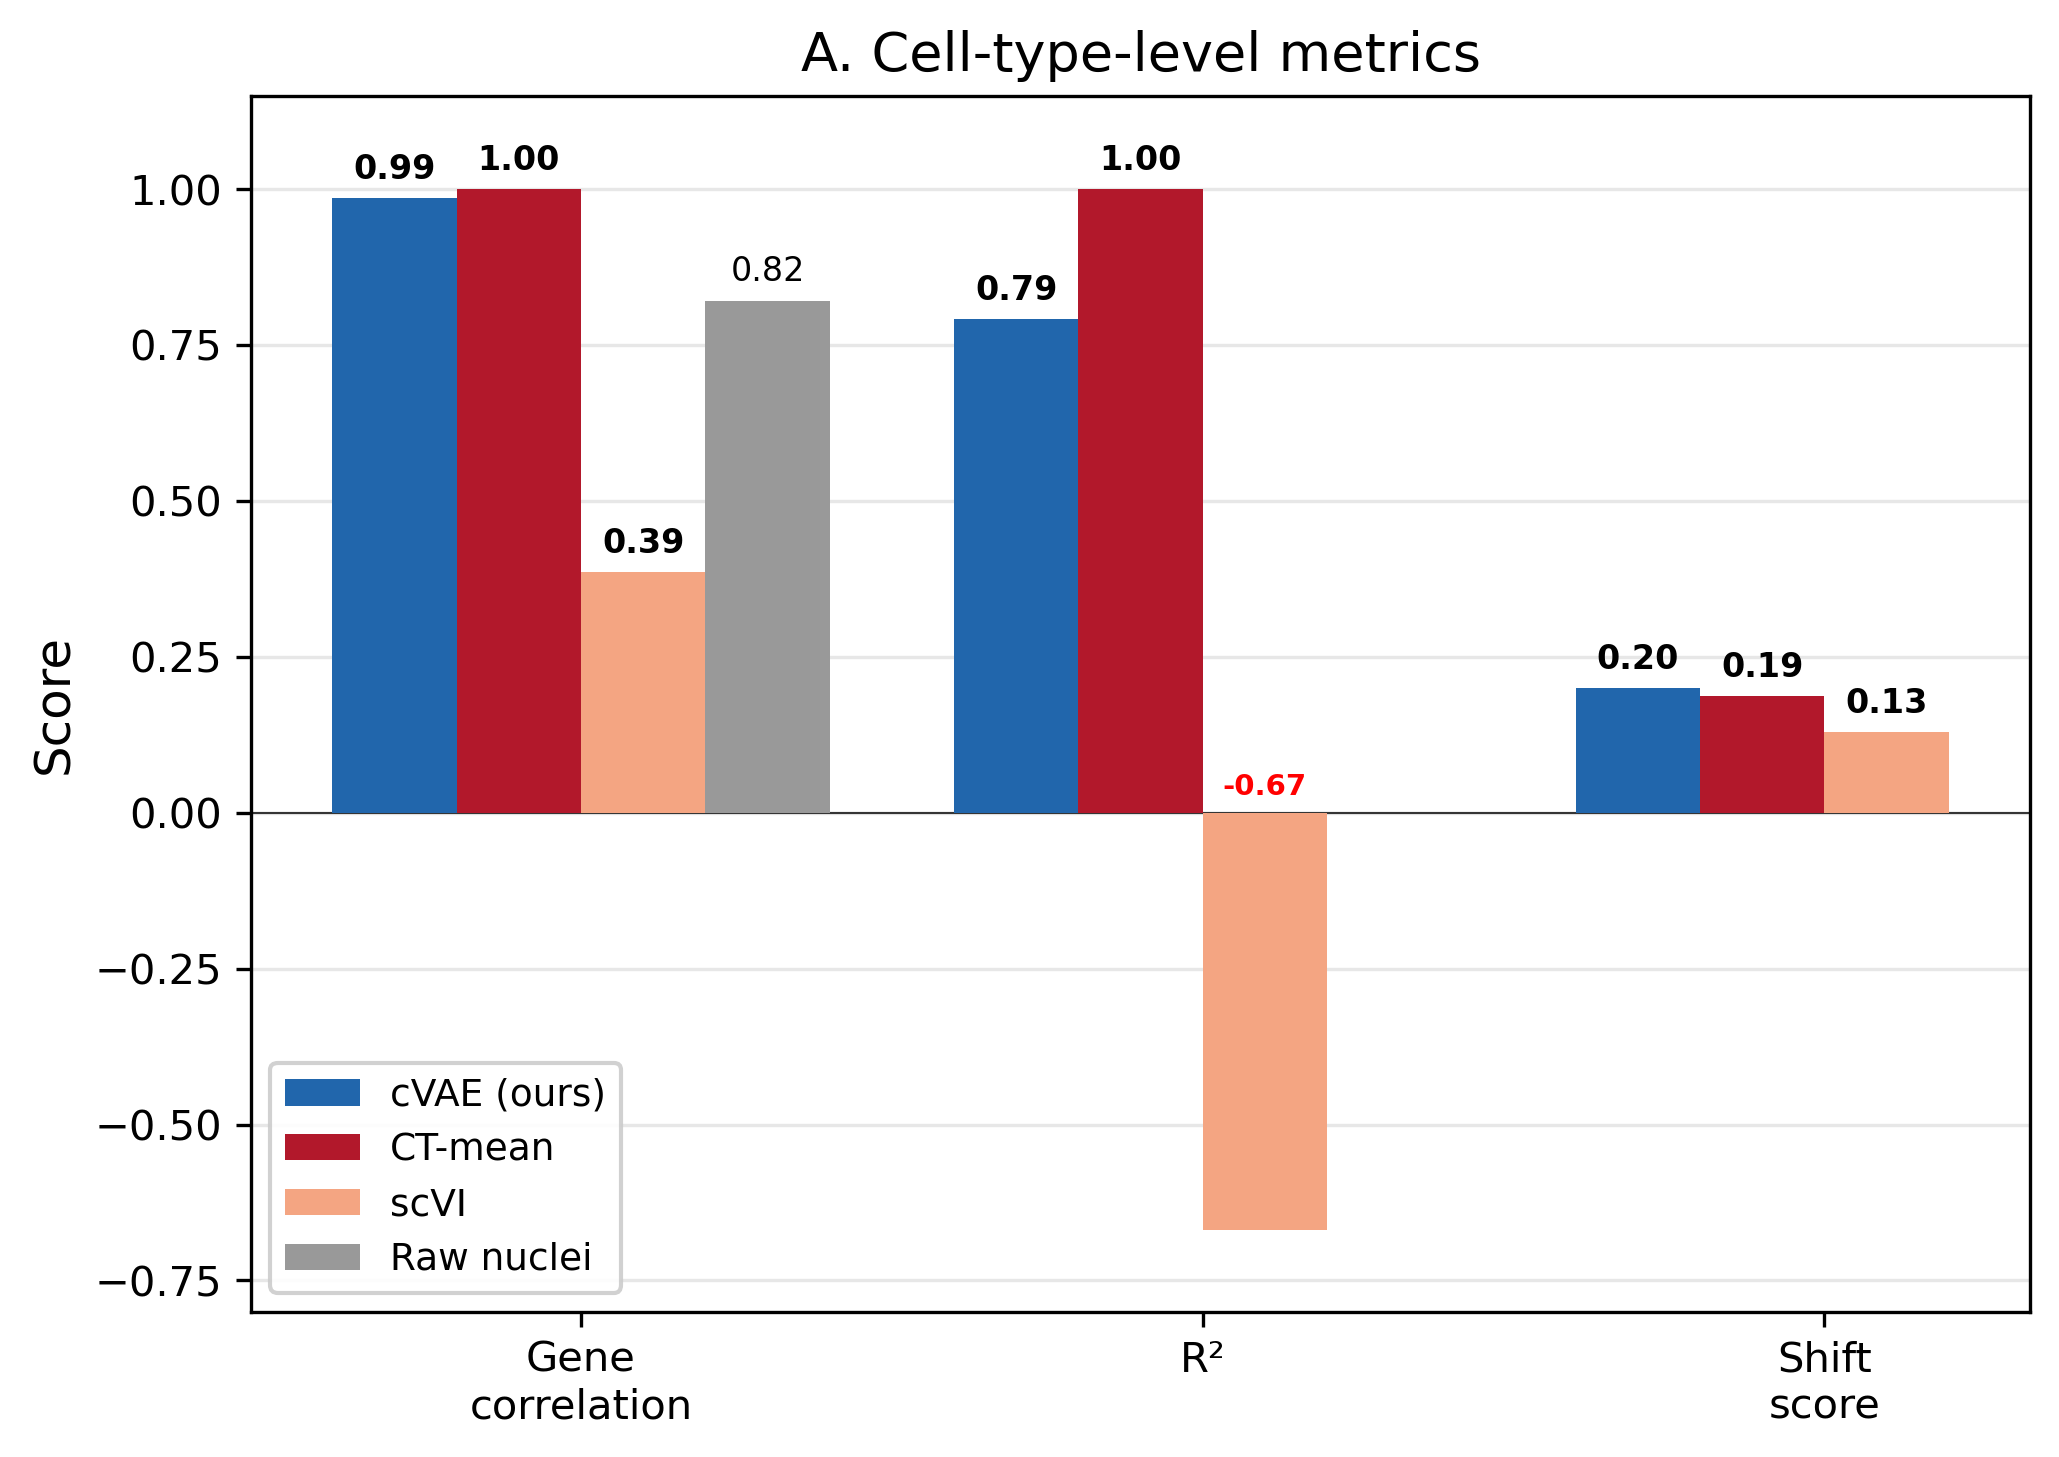 A. Cell-type-level metrics
0.99
1.00
0.39
0.82
0.79
1.00
-0.67
0.20
0.19
0.13
Score
1.00
0.75
0.50
0.25
0.00
−0.25
−0.50
−0.75
cVAE (ours)
CT-mean
scVI
Raw nuclei
Gene
correlation
R²
Shift
score